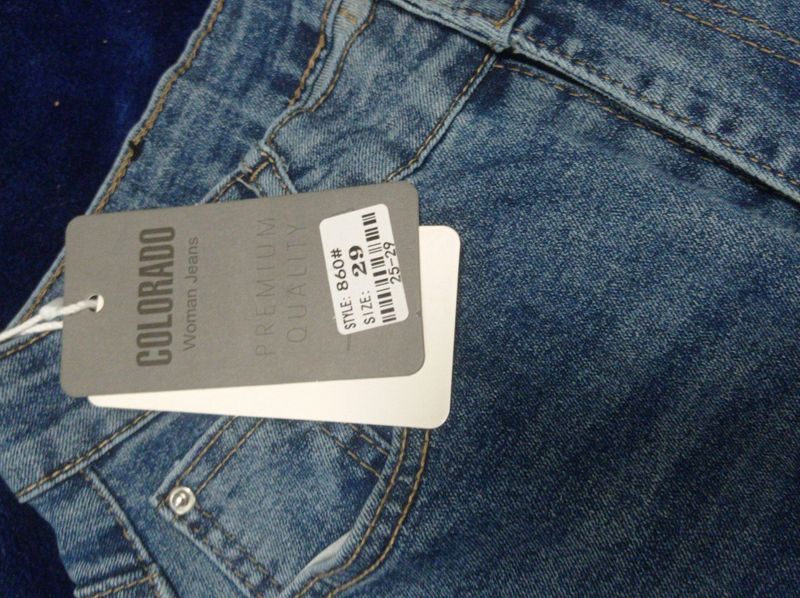 COLORADO
Woman Jeans
PREMIUM
QUALITY
STYLE: 860#
SIZE: 29
25-29